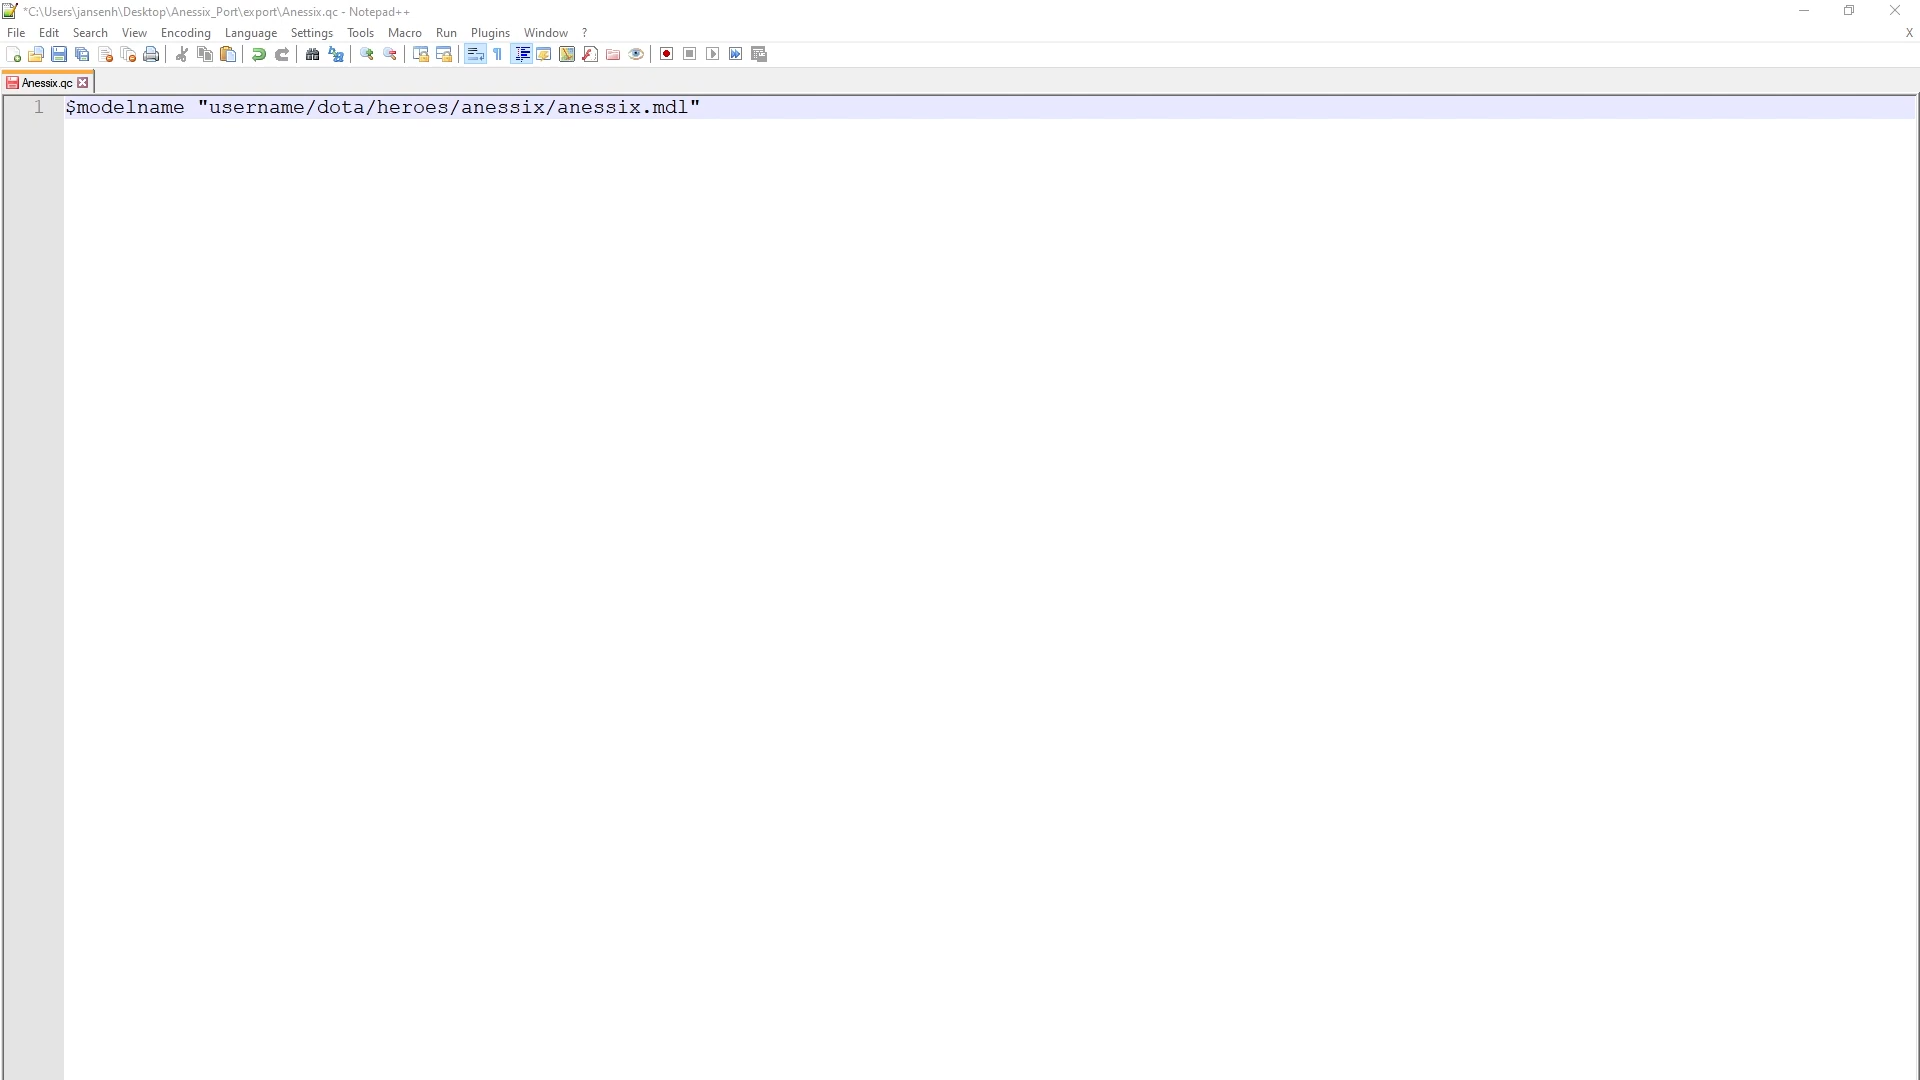 *C:\Users\jansenh\Desktop\Anessix_Port\export\Anessix.qc - Notepad++
File Edit Search View Encoding Language Settings Tools Macro Run Plugins Window ? X
Anessix.qc
1 $modelname "username/dota/heroes/anessix/anessix.mdl"